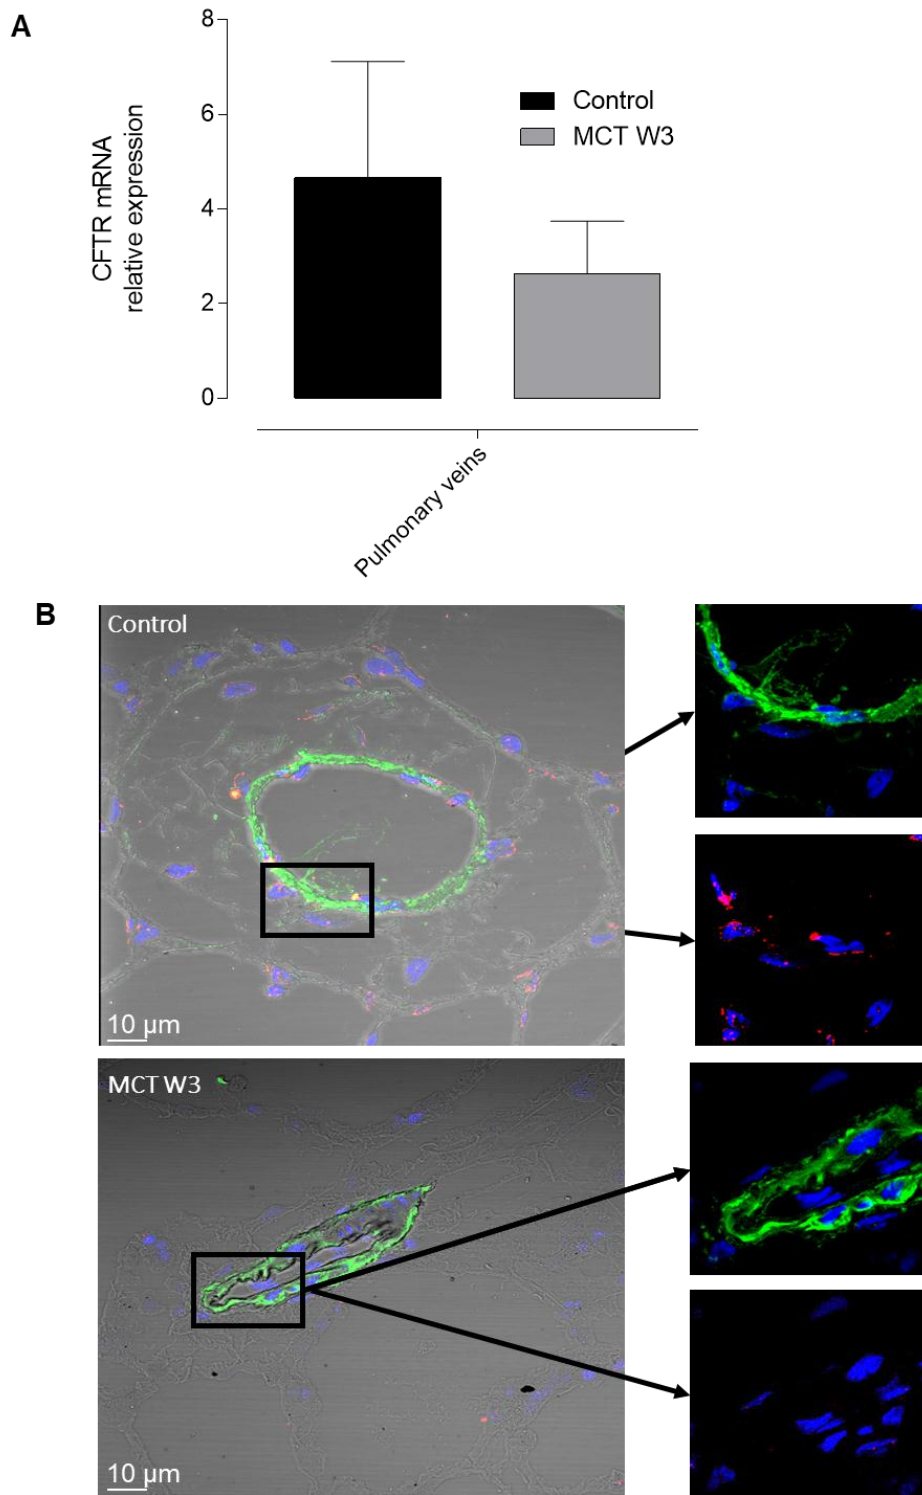 A
8
6
4
2
0
CFTR mRNA
relative expression
Control
MCT W3
Pulmonary veins
B
Control
10 µm
MCT W3
10 µm